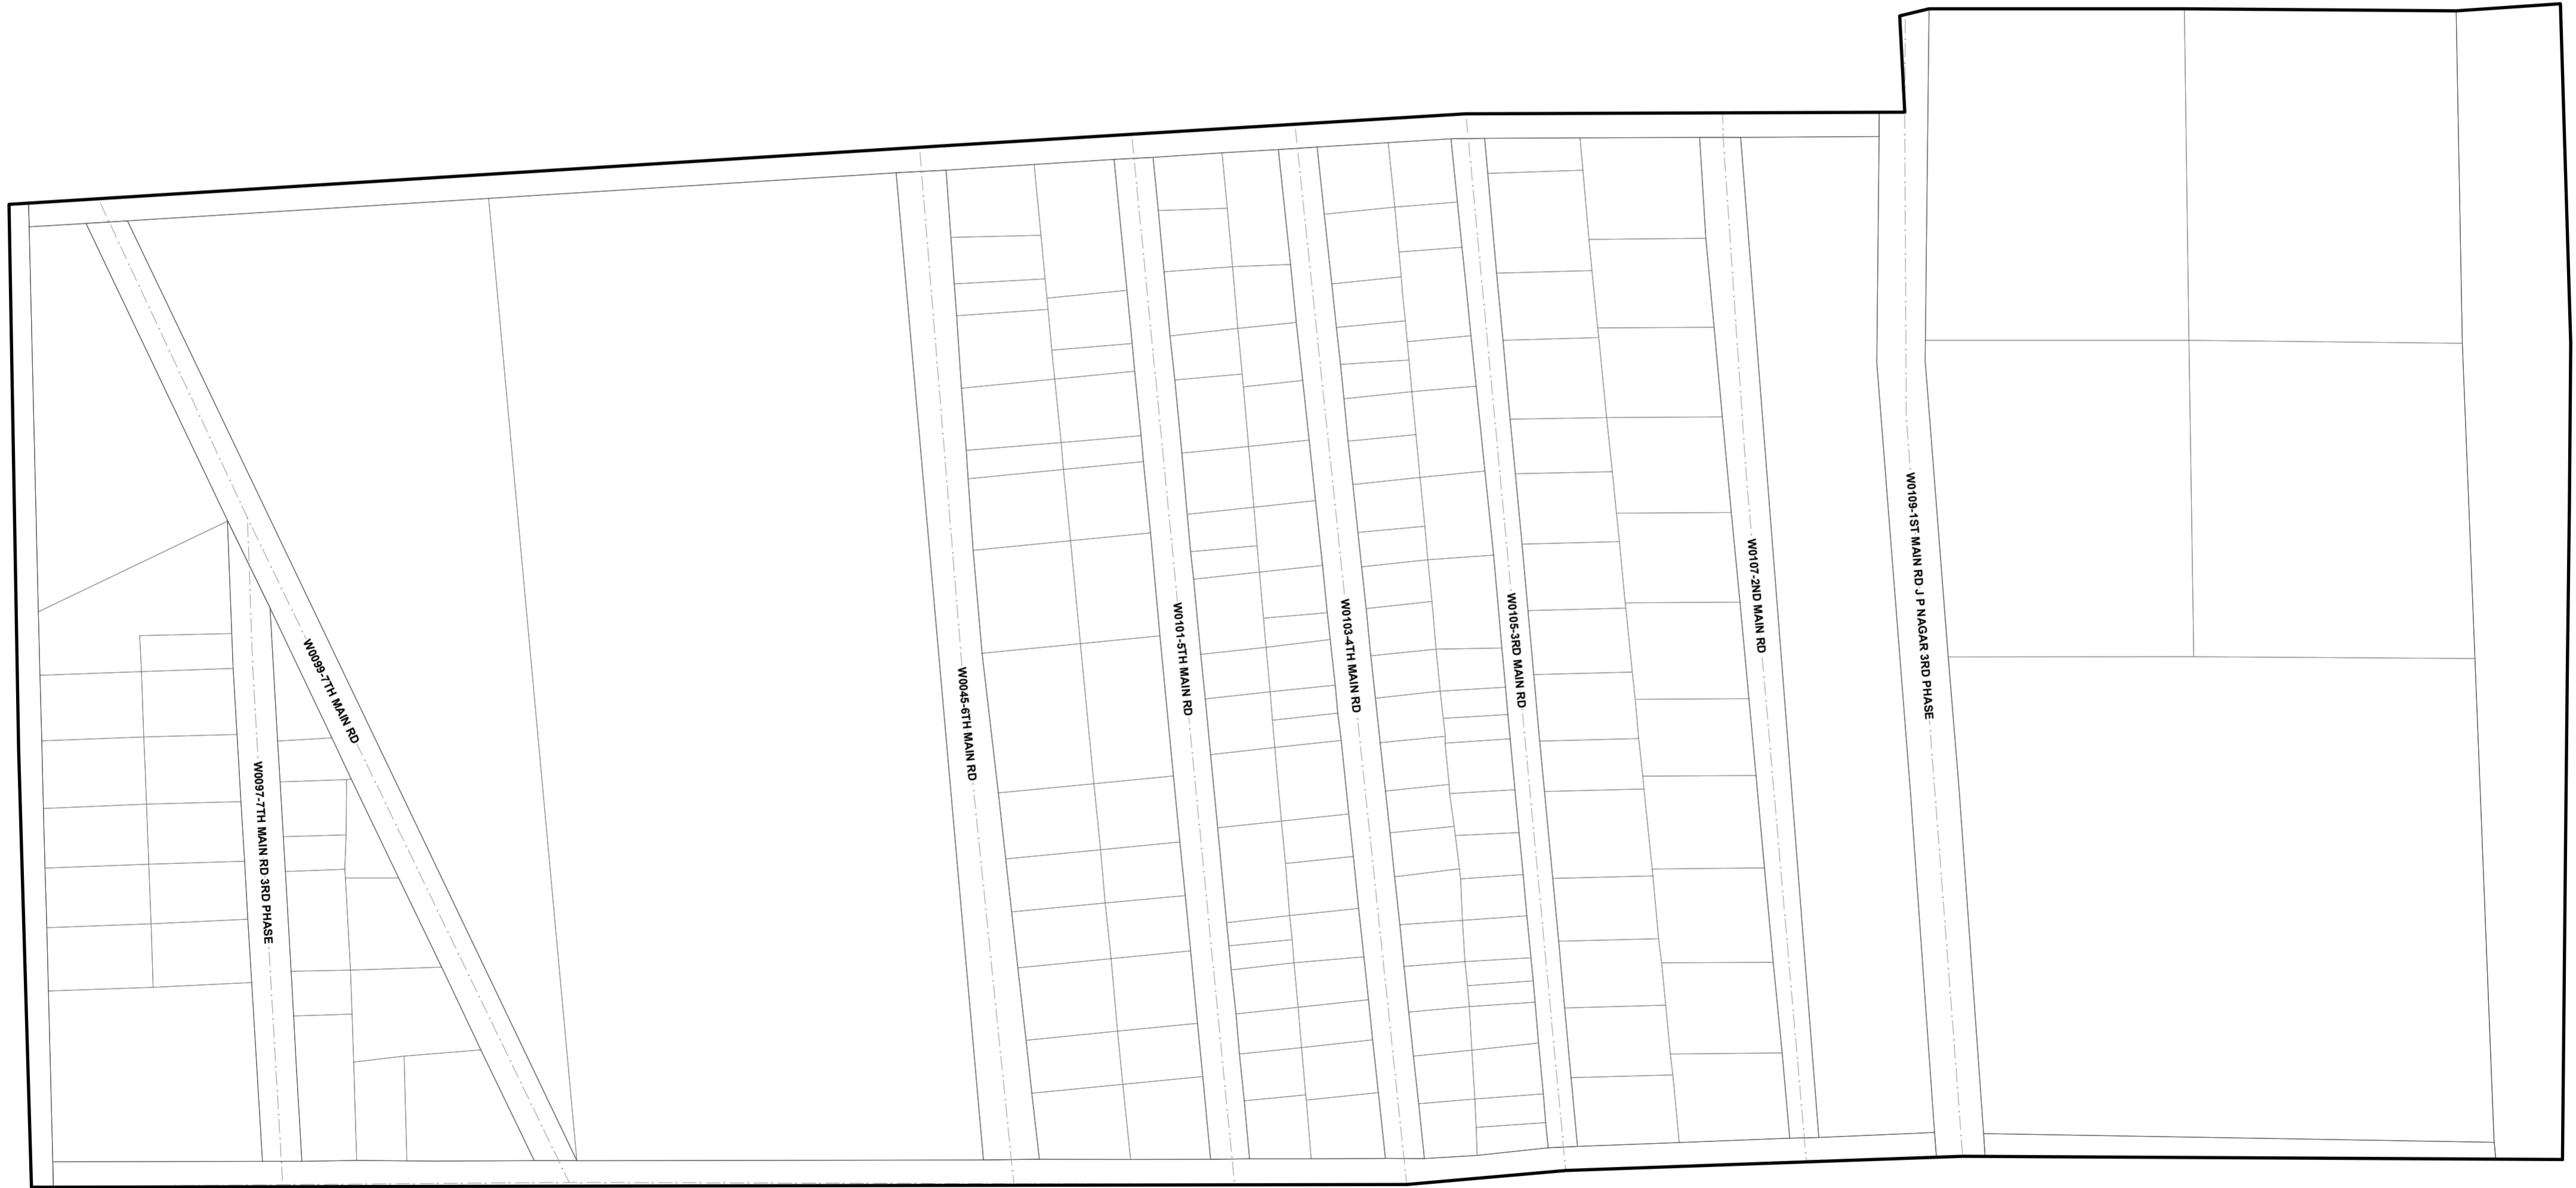 W0097-7TH MAIN RD 3RD PHASE
W0099-7TH MAIN RD
W0045-6TH MAIN RD
W0101-5TH MAIN RD
W0103-4TH MAIN RD
W0105-3RD MAIN RD
W0107-2ND MAIN RD
W0109-1ST MAIN RD J P NAGAR 3RD PHASE